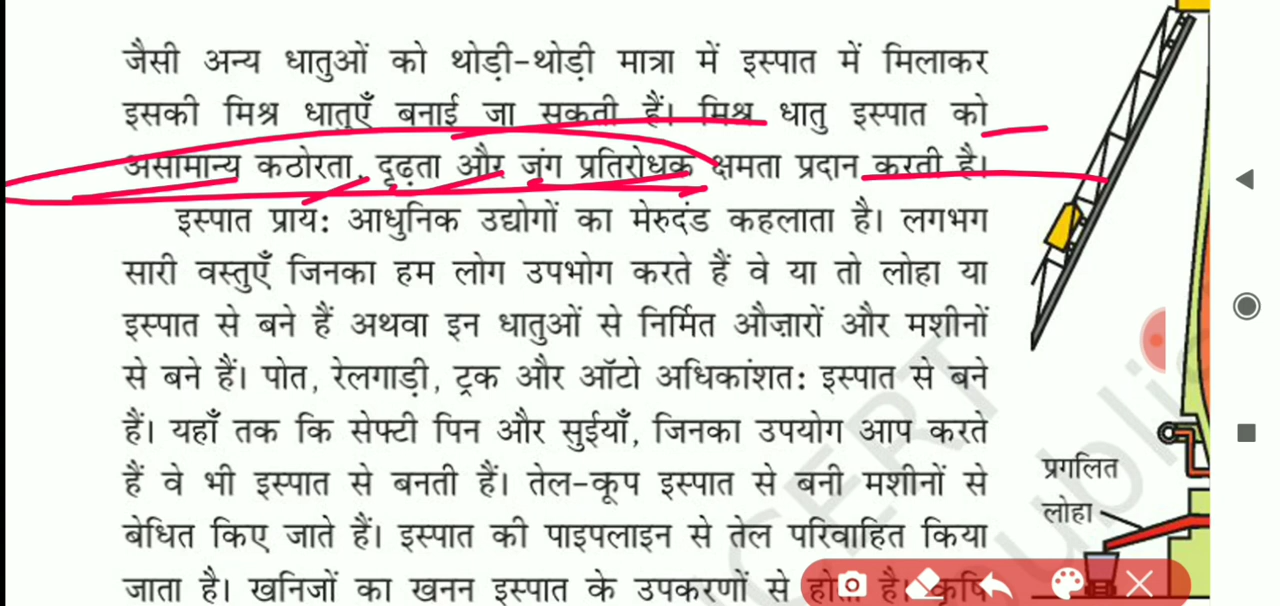 जैसी अन्य धातुओं को थोड़ी-थोड़ी मात्रा में इस्पात में मिलाकर
इसकी मिश्र धातुएँ बनाई जा सकती हैं। मिश्र धातु इस्पात को
असामान्य कठोरता, दृढ़ता और जंग प्रतिरोधक क्षमता प्रदान करती है।
इस्पात प्राय: आधुनिक उद्योगों का मेरुदंड कहलाता है। लगभग
सारी वस्तुएँ जिनका हम लोग उपभोग करते हैं वे या तो लोहा या
इस्पात से बने हैं अथवा इन धातुओं से निर्मित औज़ारों और मशीनों
से बने हैं। पोत, रेलगाड़ी, ट्रक और ऑटो अधिकांशत: इस्पात से बने
हैं। यहाँ तक कि सेफ्टी पिन और सुईयाँ, जिनका उपयोग आप करते
हैं वे भी इस्पात से बनती हैं। तेल-कूप इस्पात से बनी मशीनों से
बेधित किए जाते हैं। इस्पात की पाइपलाइन से तेल परिवाहित किया
जाता है। खनिजों का खनन इस्पात के उपकरणों से होता है। कृषि
प्रगलित
लोहा